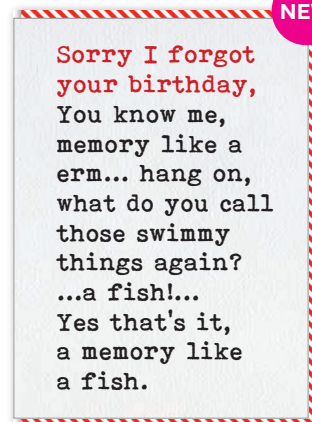 NEW
Sorry I forgot
your birthday,
You know me,
memory like a
erm... hang on,
what do you call
those swimmy
things again?
...a fish!...
Yes that's it,
a memory like
a fish.